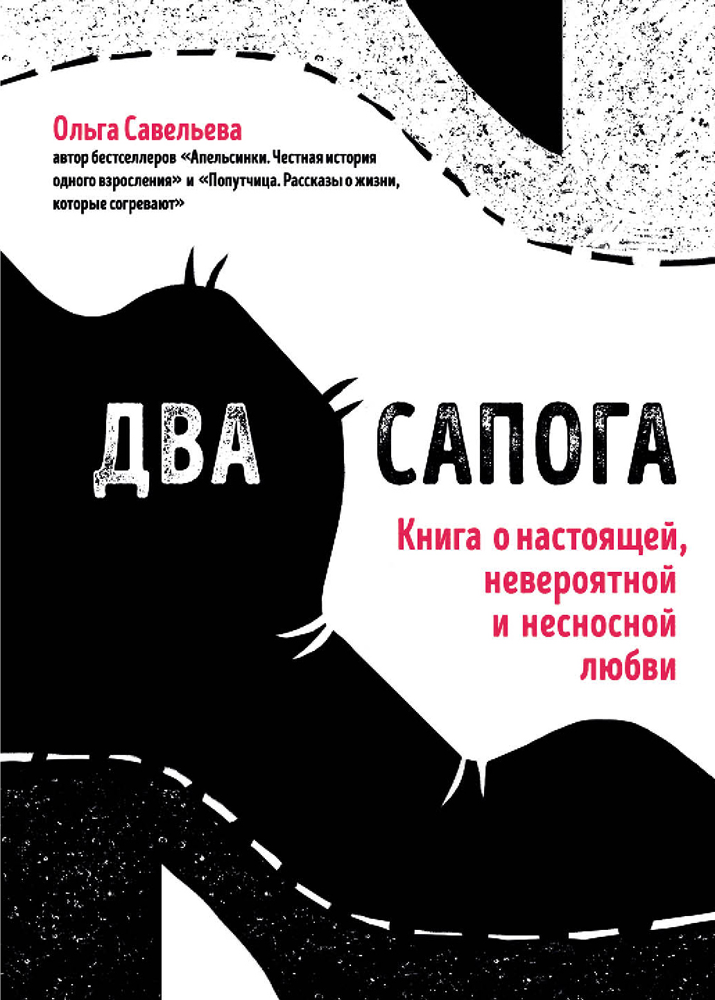 Ольга Савельева
автор бестселлеров «Апельсинки. Честная история
одного взросления» и «Попутчица. Рассказы о жизни,
которые согревают»
ДВА САПОГА
Книга о настоящей,
невероятной
и несносной
любви